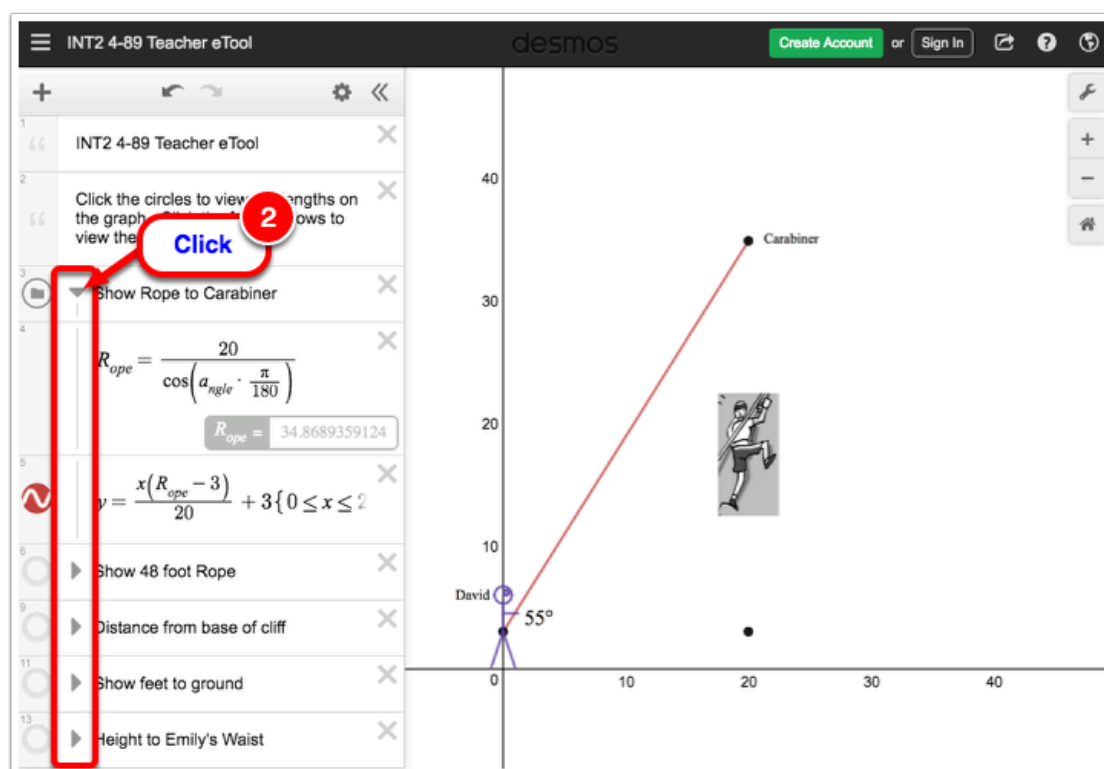 INT2 4-89 Teacher eTool
desmos
Create Account or Sign In
1
INT2 4-89 Teacher eTool
2
Click the circles to view
engths on
the graph.
ows to
view the
2
Click
3
Show Rope to Carabiner
4
R_ope = 20 / cos(a_ngle · π/180)
R_ope = 34.8689359124
5
y = x(R_ope − 3) / 20 + 3{0 ≤ x ≤ 2
6
Show 48 foot Rope
9
Distance from base of cliff
11
Show feet to ground
13
Height to Emily's Waist
40
30
20
10
0
10
20
30
40
Carabiner
David
55°